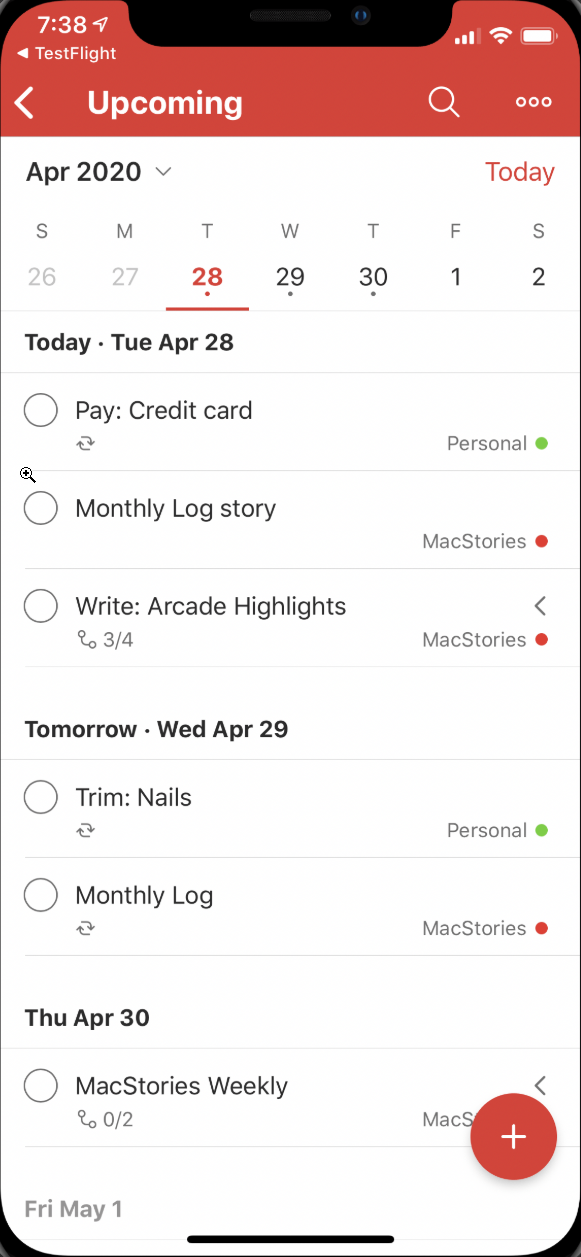 7:38
TestFlight
Upcoming
Apr 2020
Today
S M T W T F S
26 27 28 29 30 1 2
Today · Tue Apr 28
Pay: Credit card
Personal
Monthly Log story
MacStories
Write: Arcade Highlights
3/4 MacStories
Tomorrow · Wed Apr 29
Trim: Nails
Personal
Monthly Log
MacStories
Thu Apr 30
MacStories Weekly
0/2 MacS
Fri May 1